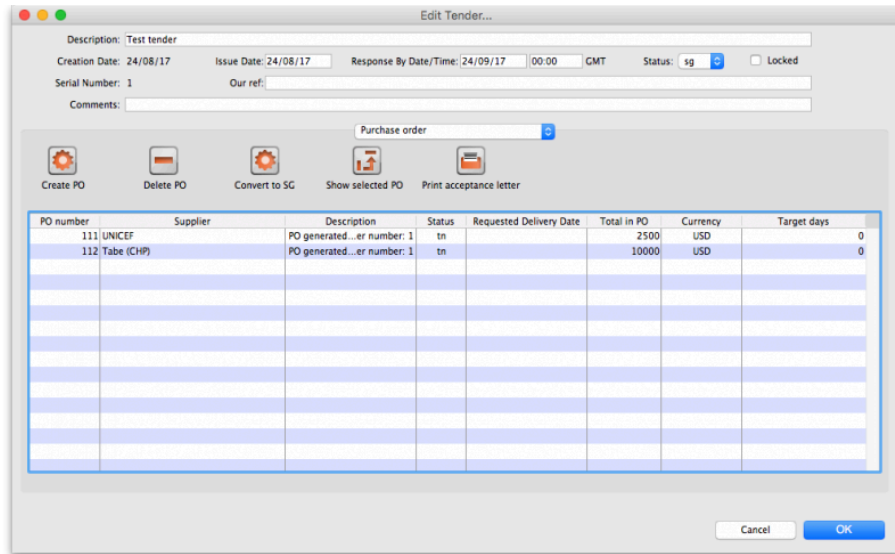 Edit Tender...
Description: Test tender
Creation Date: 24/08/17 Issue Date: 24/08/17 Response By Date/Time: 24/09/17 00:00 GMT Status: sg Locked
Serial Number: 1 Our ref:
Comments:
Purchase order
Create PO Delete PO Convert to SG Show selected PO Print acceptance letter
PO number Supplier Description Status Requested Delivery Date Total in PO Currency Target days
111 UNICEF PO generated...er number: 1 tn 2500 USD 0
112 Tabe (CHP) PO generated...er number: 1 tn 10000 USD 0
Cancel OK